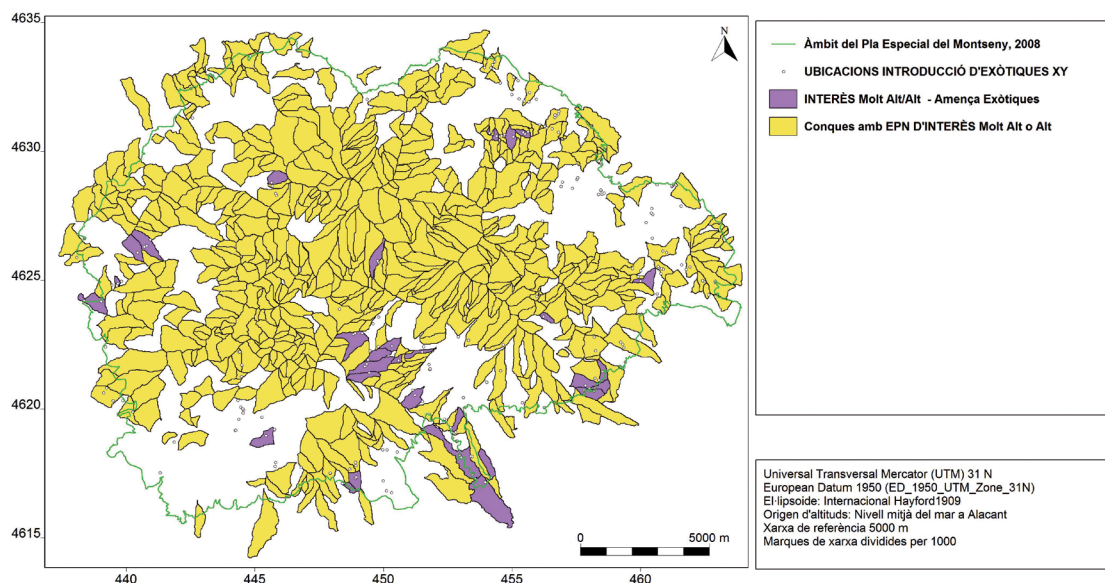 4635
4630
4625
4620
4615
440
445
450
455
460
N
0
5000 m
Àmbit del Pla Especial del Montseny, 2008
UBICACIONS INTRODUCCIÓ D'EXÒTIQUES XY
INTERÈS Molt Alt/Alt - Amença Exòtiques
Conques amb EPN D'INTERÈS Molt Alt o Alt
Universal Transversal Mercator (UTM) 31 N
European Datum 1950 (ED_1950_UTM_Zone_31N)
El·lipsoide: Internacional Hayford1909
Origen d'altituds: Nivell mitjà del mar a Alacant
Xarxa de referència 5000 m
Marques de xarxa dividides per 1000